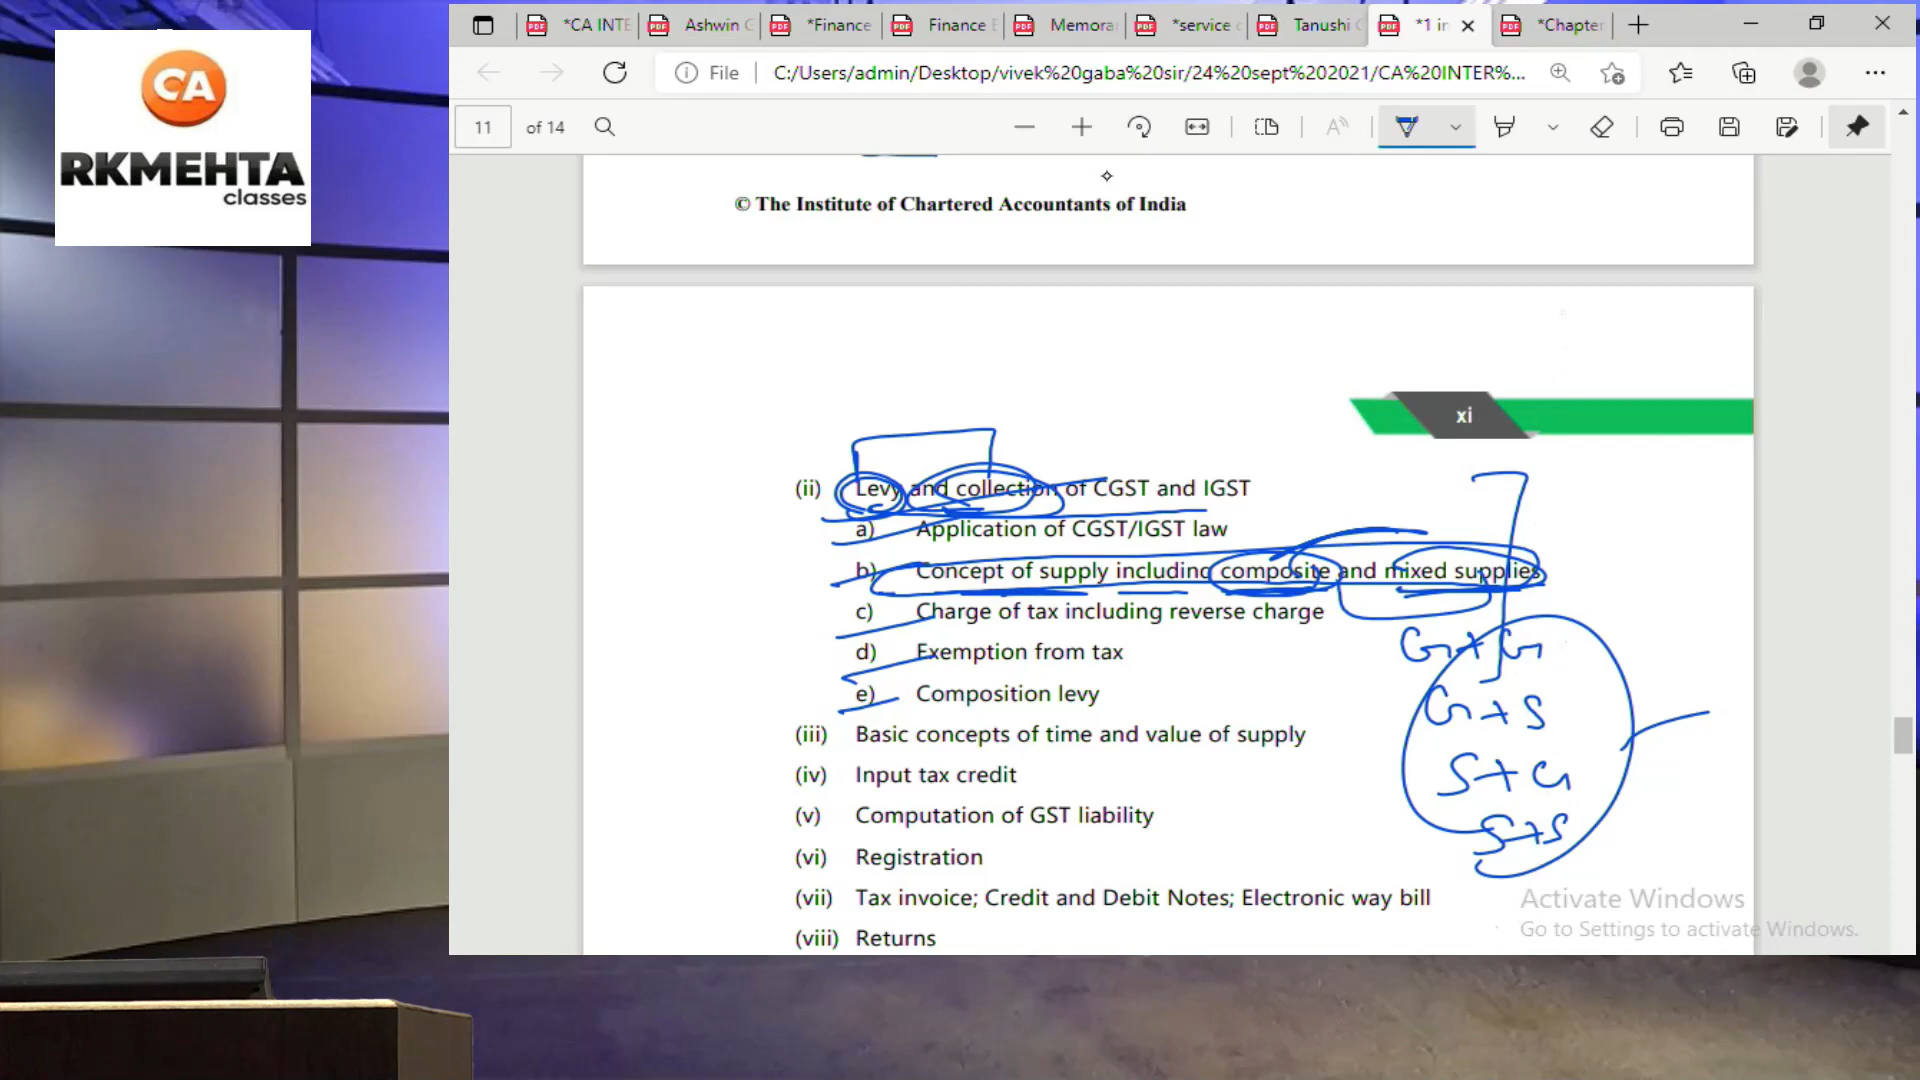 CA
RKMEHTA
classes
*CA INTE
Ashwin G
*Finance
Finance E
Memora
*service c
Tanushi
*1 in
*Chapter
File
C:/Users/admin/Desktop/vivek%20gaba%20sir/24%20sept%202021/CA%20INTER%...
11 of 14
© The Institute of Chartered Accountants of India
xi
(ii) Levy and collection of CGST and IGST
a) Application of CGST/IGST law
b) Concept of supply including composite and mixed supplies
c) Charge of tax including reverse charge
d) Exemption from tax
G+G
e) Composition levy
G+S
(iii) Basic concepts of time and value of supply
(iv) Input tax credit
S+G
(v) Computation of GST liability
S+S
(vi) Registration
(vii) Tax invoice; Credit and Debit Notes; Electronic way bill
(viii) Returns
Activate Windows
Go to Settings to activate Windows.